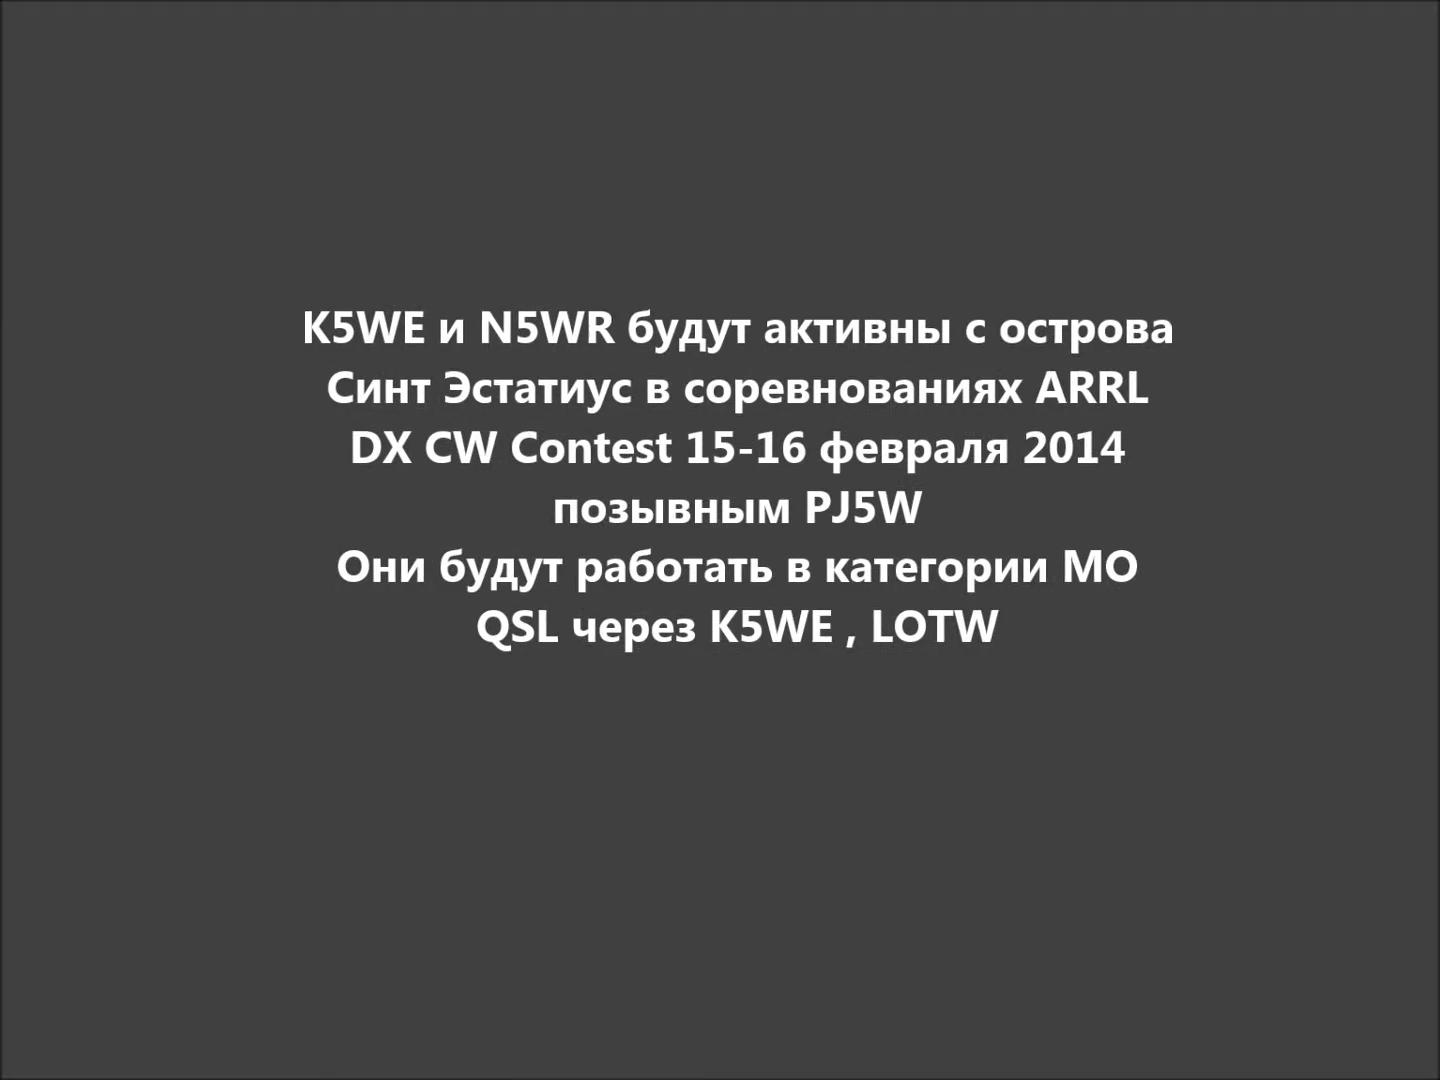 K5WE и N5WR будут активны с острова
Синт Эстатиус в соревнованиях ARRL
DX CW Contest 15-16 февраля 2014
позывным PJ5W
Они будут работать в категории МО
QSL через K5WE , LOTW